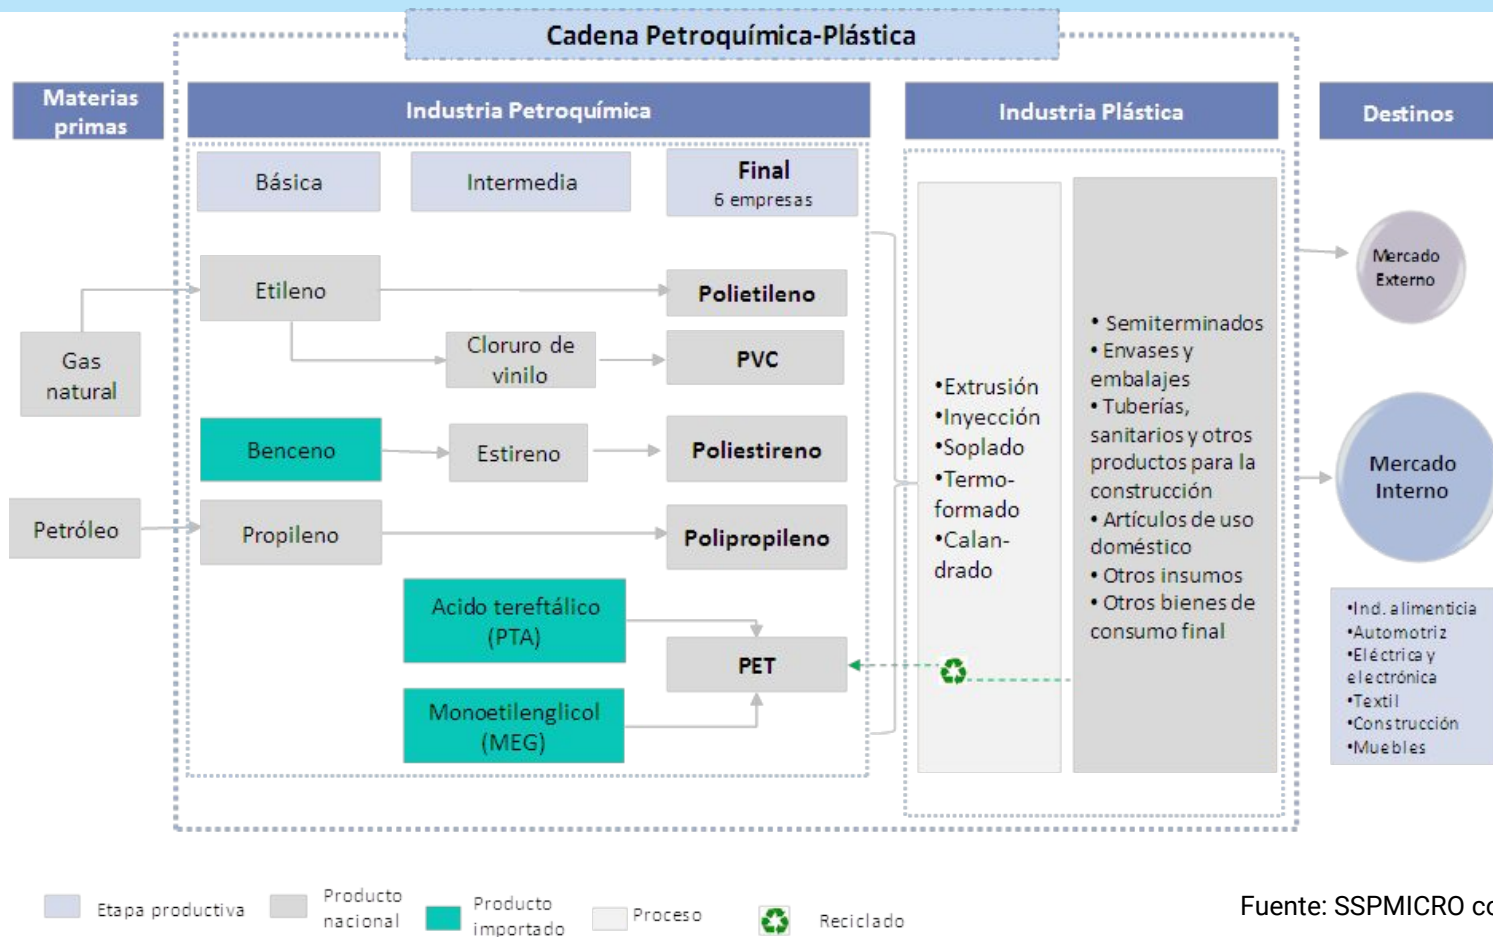 Cadena Petroquímica-Plástica
Materias
primas
Industria Petroquímica
Industria Plástica
Destinos
Básica
Intermedia
Final
6 empresas
Etileno
Polietileno
Gas
natural
Cloruro de
vinilo
PVC
Benceno
Estireno
Poliestireno
Petróleo
Propileno
Polipropileno
Acido tereftálico
(PTA)
PET
Monoetilenglicol
(MEG)
•Extrusión
•Inyección
•Soplado
•Termo-
formado
•Calan-
drado
• Semiterminados
• Envases y
embalajes
• Tuberías,
sanitarios y otros
productos para la
construcción
• Artículos de uso
doméstico
• Otros insumos
• Otros bienes de
consumo final
Mercado
Externo
Mercado
Interno
•Ind. alimenticia
•Automotriz
•Eléctrica y
electrónica
•Textil
•Construcción
•Muebles
Etapa productiva
Producto
nacional
Producto
importado
Proceso
Reciclado
Fuente: SSPMICRO co